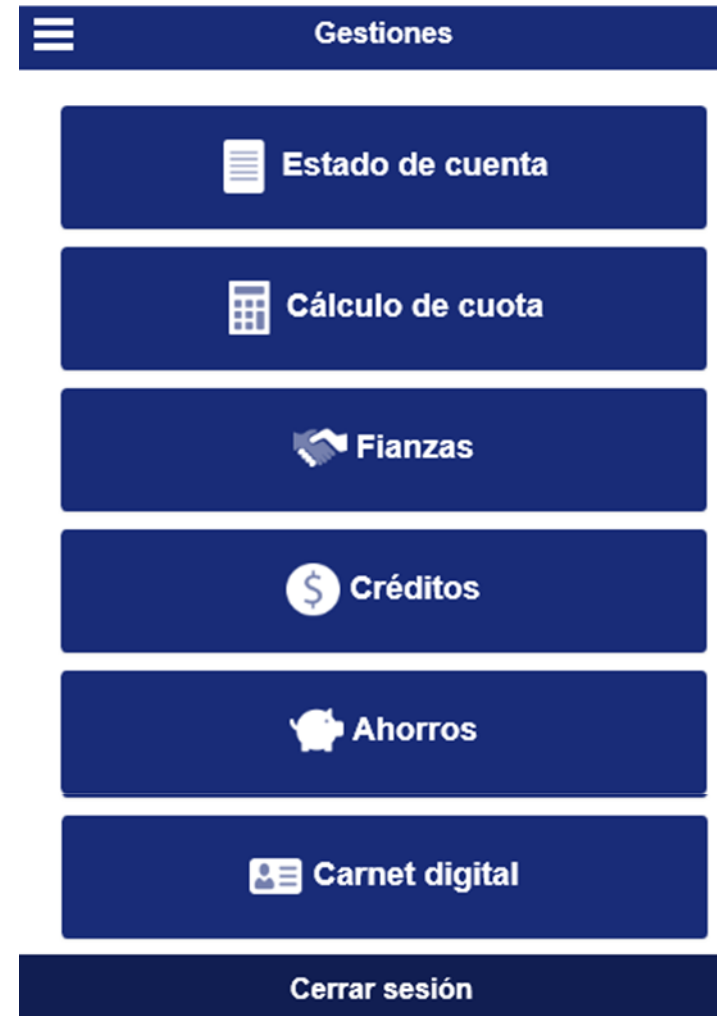 Gestiones
Estado de cuenta
Cálculo de cuota
Fianzas
$ Créditos
Ahorros
Carnet digital
Cerrar sesión